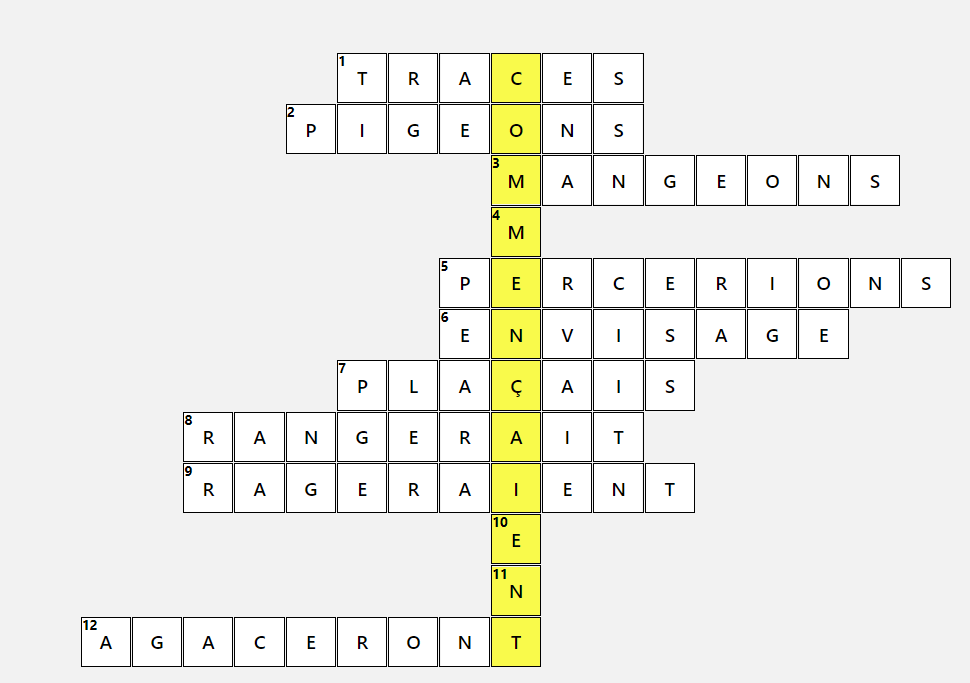 1 TRACES
2 PIGEONS
3 MANGEONS
4 M
5 PERCERIONS
6 ENVISAGE
7 PLAÇAIS
8 RANGERAIT
9 RAGERAIENT
10 E
11 N
12 AGACERONT